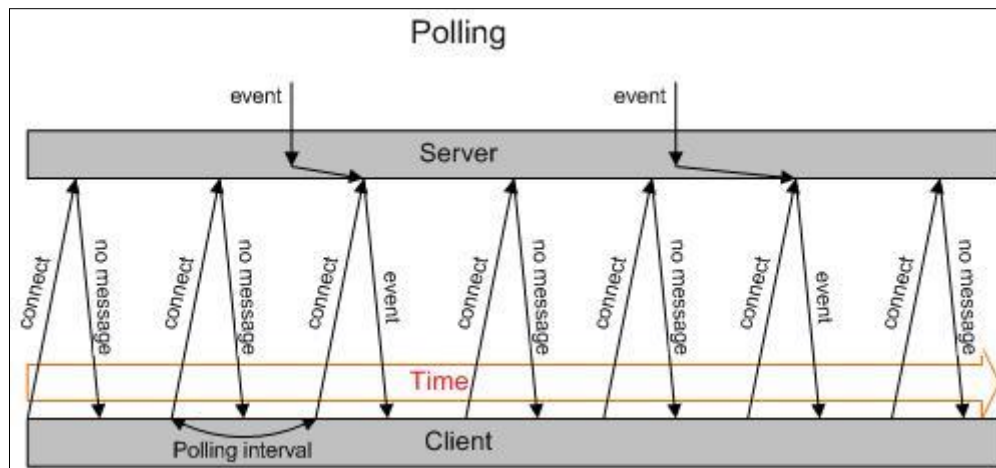 Polling
event
event
Server
connect
no message
connect
no message
connect
event
connect
no message
connect
no message
connect
event
connect
no message
Time
Polling interval
Client